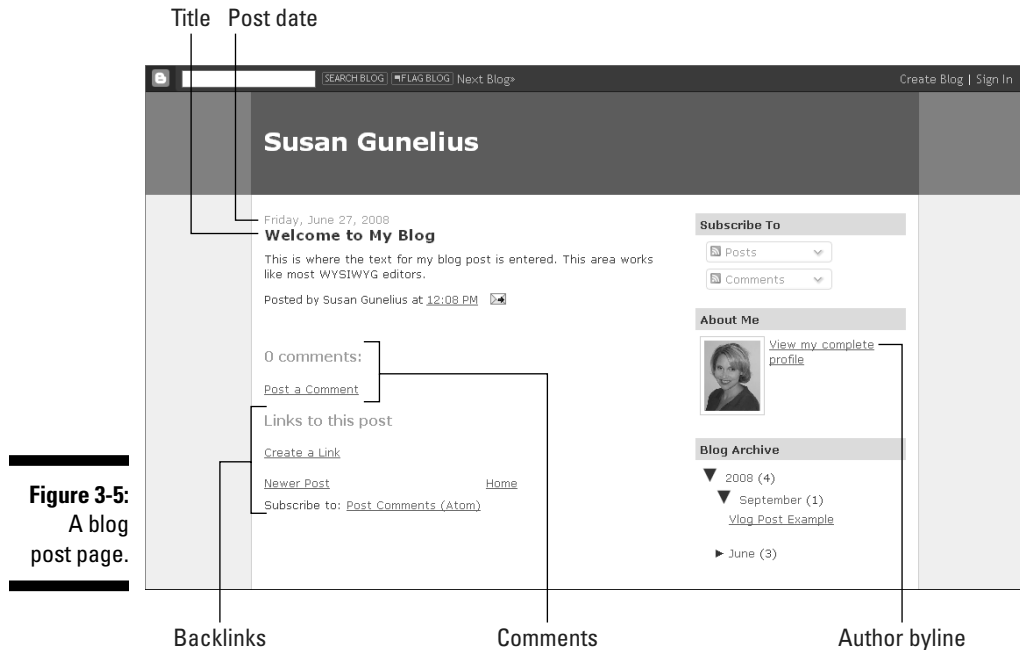 Title Post date
SEARCH BLOG FLAG BLOG Next Blog»
Create Blog | Sign In
Susan Gunelius
Friday, June 27, 2008
Welcome to My Blog
This is where the text for my blog post is entered. This area works
like most WYSIWYG editors.
Posted by Susan Gunelius at 12:08 PM
0 comments:
Post a Comment
Links to this post
Create a Link
Newer Post Home
Subscribe to: Post Comments (Atom)
Subscribe To
Posts
Comments
About Me
View my complete
profile
Blog Archive
▼ 2008 (4)
▼ September (1)
Vlog Post Example
► June (3)
Figure 3-5:
A blog
post page.
Backlinks Comments Author byline